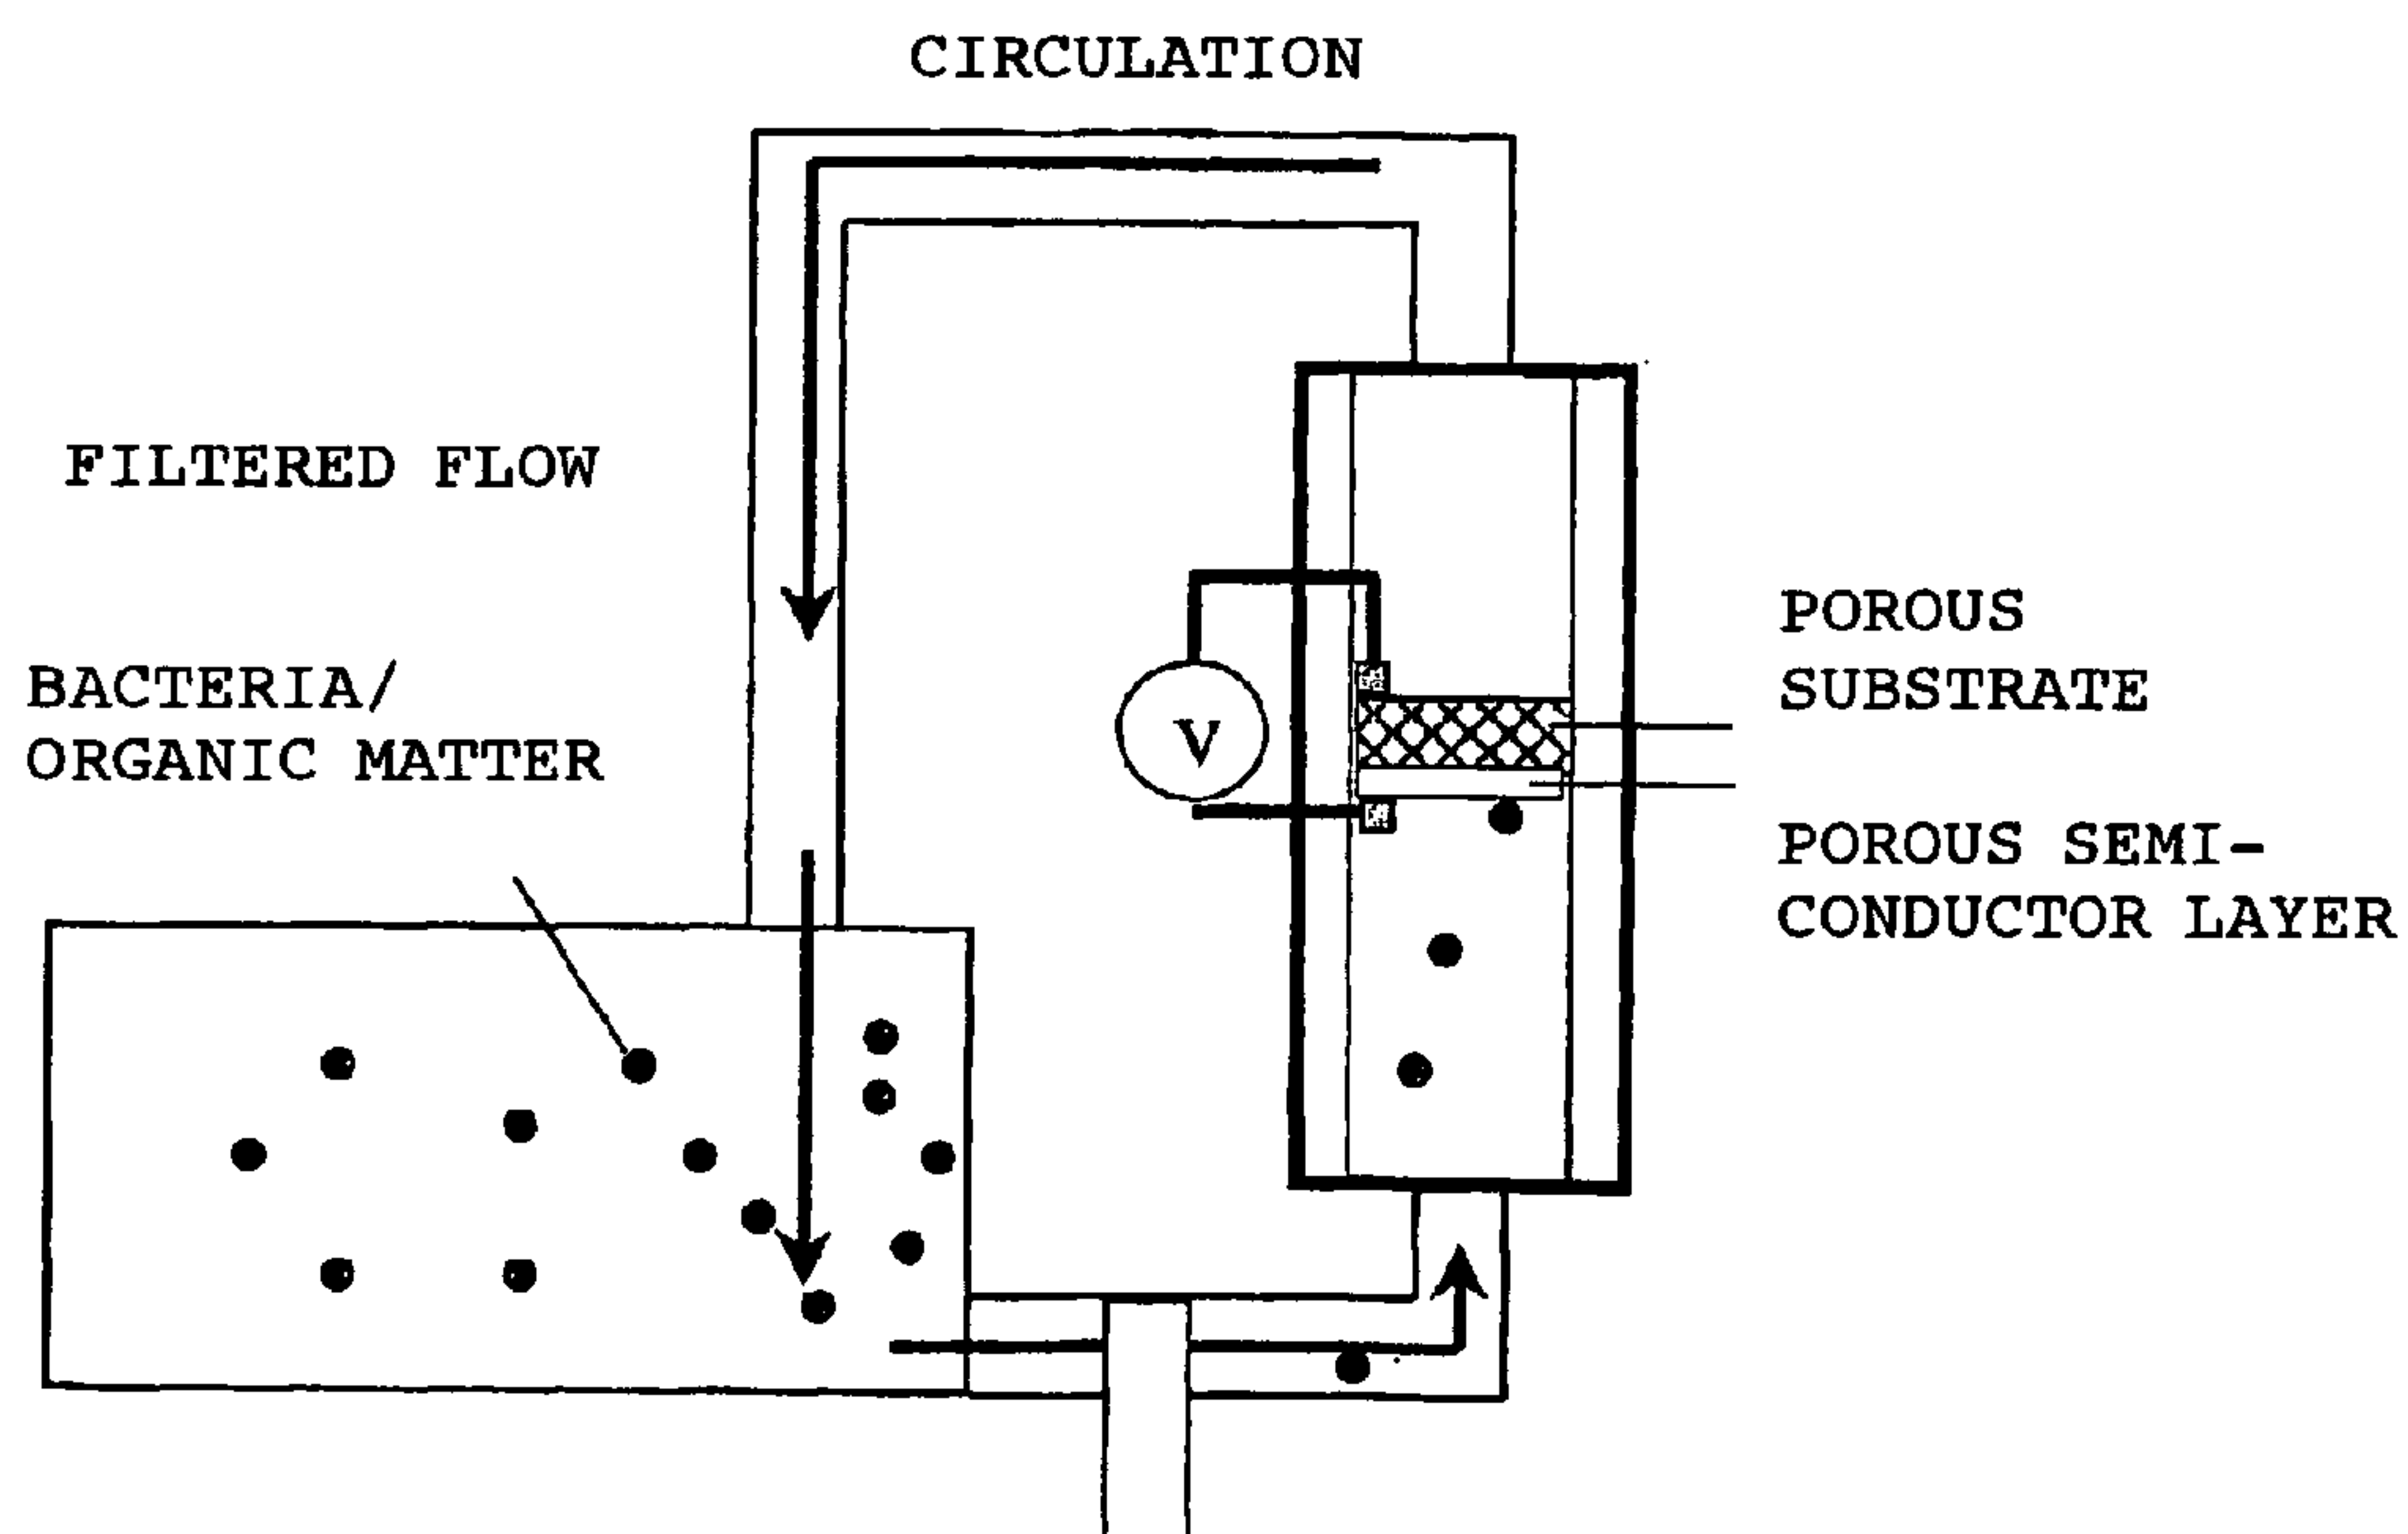 CIRCULATION
FILTERED FLOW
BACTERIA/
ORGANIC MATTER
V
POROUS
SUBSTRATE
POROUS SEMI-
CONDUCTOR LAYER